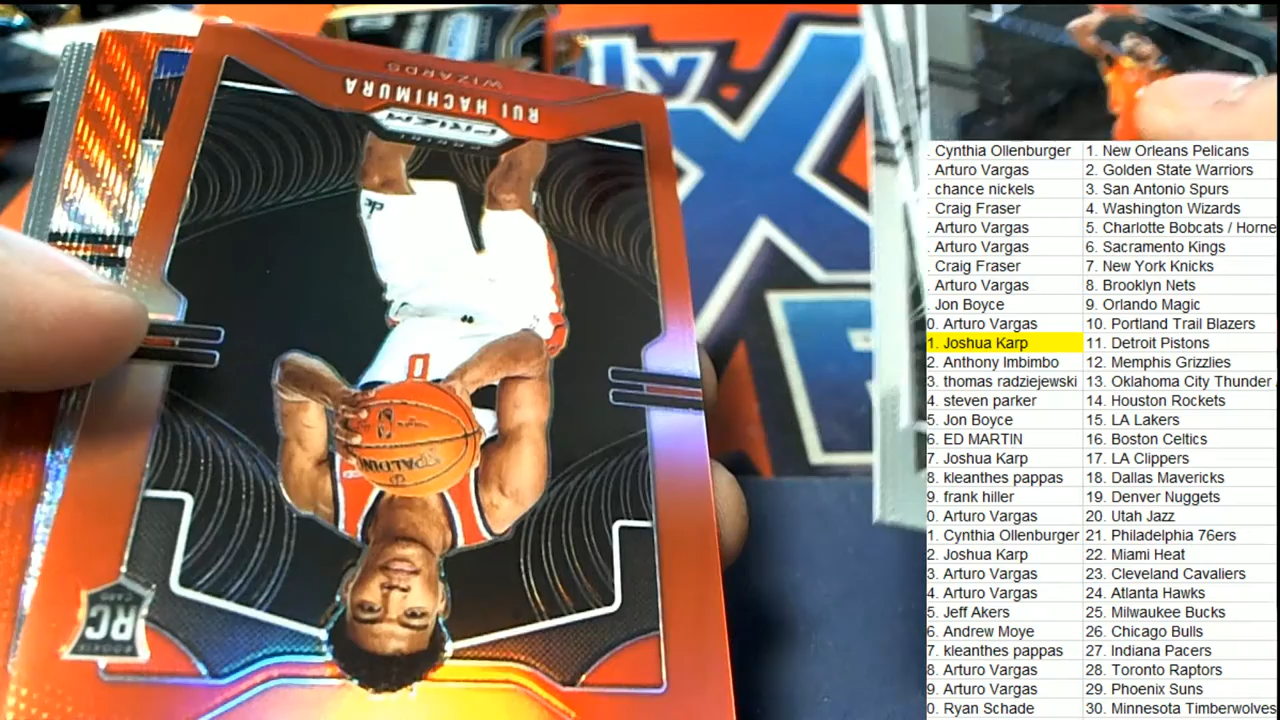 WIZARDS
RUI HACHIMURA
PRIZM
SPALDING
RC
. Cynthia Ollenburger 1. New Orleans Pelicans
. Arturo Vargas 2. Golden State Warriors
. chance nickels 3. San Antonio Spurs
. Craig Fraser 4. Washington Wizards
. Arturo Vargas 5. Charlotte Bobcats / Horne
. Arturo Vargas 6. Sacramento Kings
. Craig Fraser 7. New York Knicks
. Arturo Vargas 8. Brooklyn Nets
. Jon Boyce 9. Orlando Magic
0. Arturo Vargas 10. Portland Trail Blazers
1. Joshua Karp 11. Detroit Pistons
2. Anthony Imbimbo 12. Memphis Grizzlies
3. thomas radziejewski 13. Oklahoma City Thunder
4. steven parker 14. Houston Rockets
5. Jon Boyce 15. LA Lakers
6. ED MARTIN 16. Boston Celtics
7. Joshua Karp 17. LA Clippers
8. kleanthes pappas 18. Dallas Mavericks
9. frank hiller 19. Denver Nuggets
0. Arturo Vargas 20. Utah Jazz
1. Cynthia Ollenburger 21. Philadelphia 76ers
2. Joshua Karp 22. Miami Heat
3. Arturo Vargas 23. Cleveland Cavaliers
4. Arturo Vargas 24. Atlanta Hawks
5. Jeff Akers 25. Milwaukee Bucks
6. Andrew Moye 26. Chicago Bulls
7. kleanthes pappas 27. Indiana Pacers
8. Arturo Vargas 28. Toronto Raptors
9. Arturo Vargas 29. Phoenix Suns
0. Ryan Schade 30. Minnesota Timberwolves